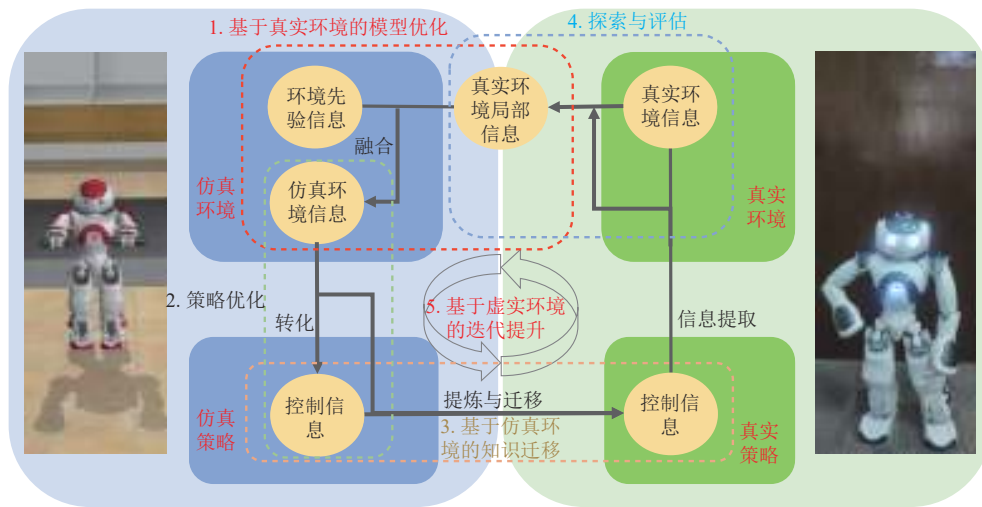 1. 基于真实环境的模型优化
4. 探索与评估
环境先
验信息
真实环
境局部
信息
真实环
境信息
融合
仿真
环境
仿真环
境信息
真实
环境
2. 策略优化
转化
5. 基于虚实环境
的迭代提升
信息提取
仿真
策略
控制信
息
提炼与迁移
3. 基于仿真环
境的知识迁移
控制信
息
真实
策略